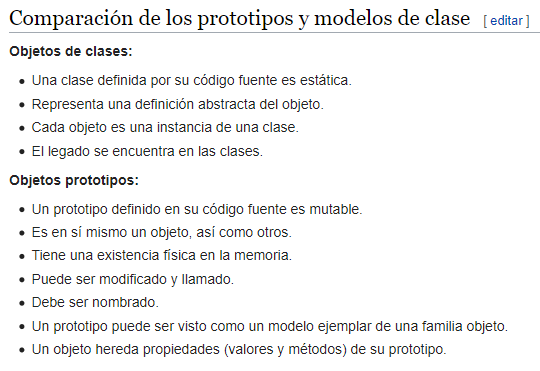 Comparación de los prototipos y modelos de clase [ editar ]
Objetos de clases:
• Una clase definida por su código fuente es estática.
• Representa una definición abstracta del objeto.
• Cada objeto es una instancia de una clase.
• El legado se encuentra en las clases.
Objetos prototipos:
• Un prototipo definido en su código fuente es mutable.
• Es en sí mismo un objeto, así como otros.
• Tiene una existencia física en la memoria.
• Puede ser modificado y llamado.
• Debe ser nombrado.
• Un prototipo puede ser visto como un modelo ejemplar de una familia objeto.
• Un objeto hereda propiedades (valores y métodos) de su prototipo.